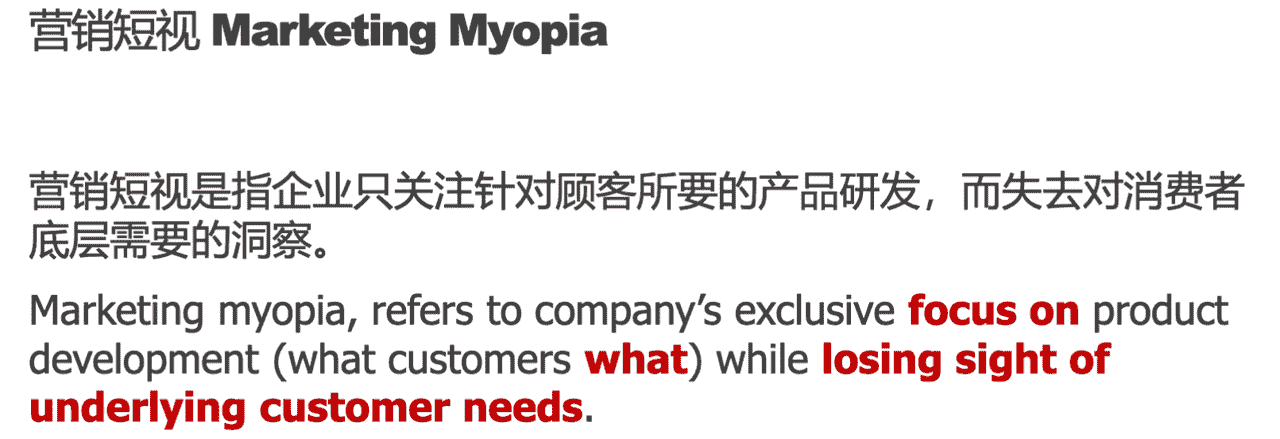 营销短视 Marketing Myopia
营销短视是指企业只关注针对顾客所要的产品研发，而失去对消费者
底层需要的洞察。
Marketing myopia, refers to company’s exclusive focus on product
development (what customers what) while losing sight of
underlying customer needs.